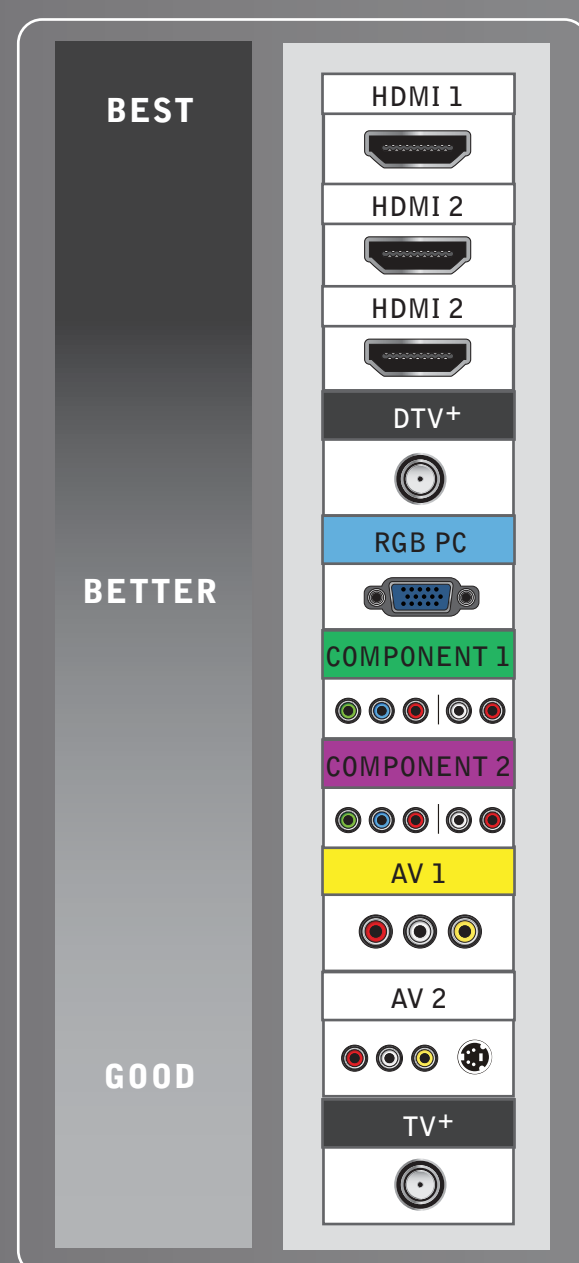 BEST
BETTER
GOOD
HDMI 1
HDMI 2
HDMI 2
DTV+
RGB PC
COMPONENT 1
COMPONENT 2
AV 1
AV 2
TV+